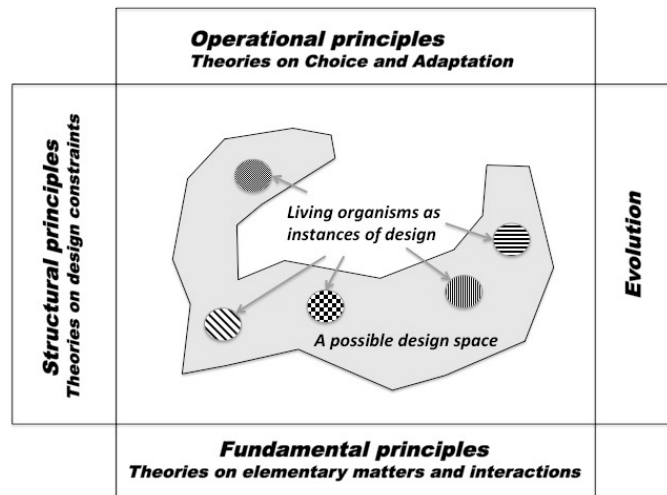 Operational principles
Theories on Choice and Adaptation
Structural principles
Theories on design constraints
Living organisms as
instances of design
A possible design space
Evolution
Fundamental principles
Theories on elementary matters and interactions